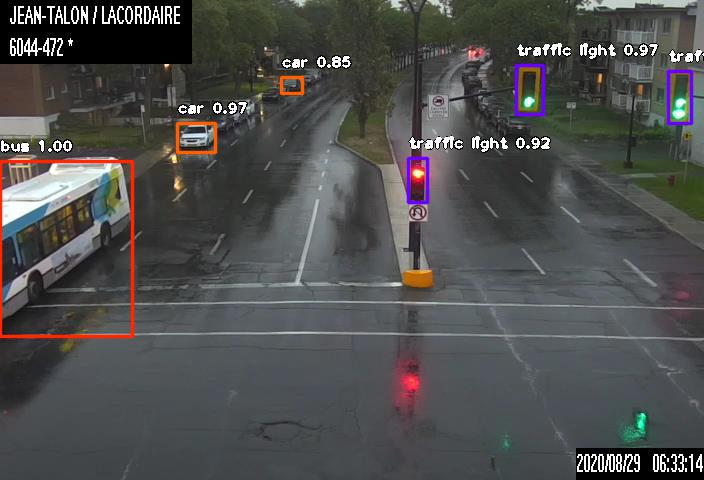 JEAN-TALON / LACORDAIRE
6044-472 *
traffic light 0.97
traf
car 0.85
car 0.97
traffic light 0.92
bus 1.00
2020/08/29 06:33:14